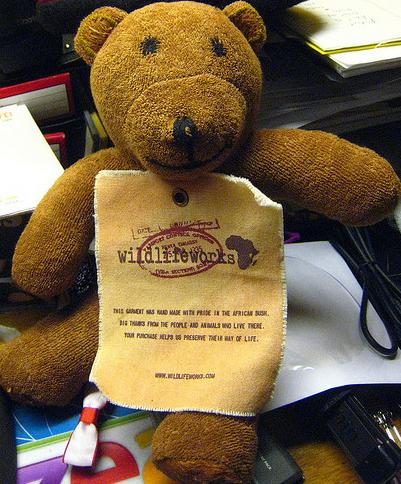 wildlifeworks
THIS GARMENT WAS HAND MADE WITH PRIDE IN THE AFRICAN BUSH.
BIG THANKS FROM THE PEOPLE AND ANIMALS WHO LIVE THERE.
YOUR PURCHASE HELPS US PRESERVE THEIR WAY OF LIFE.
WWW.WILDLIFEWORKS.COM